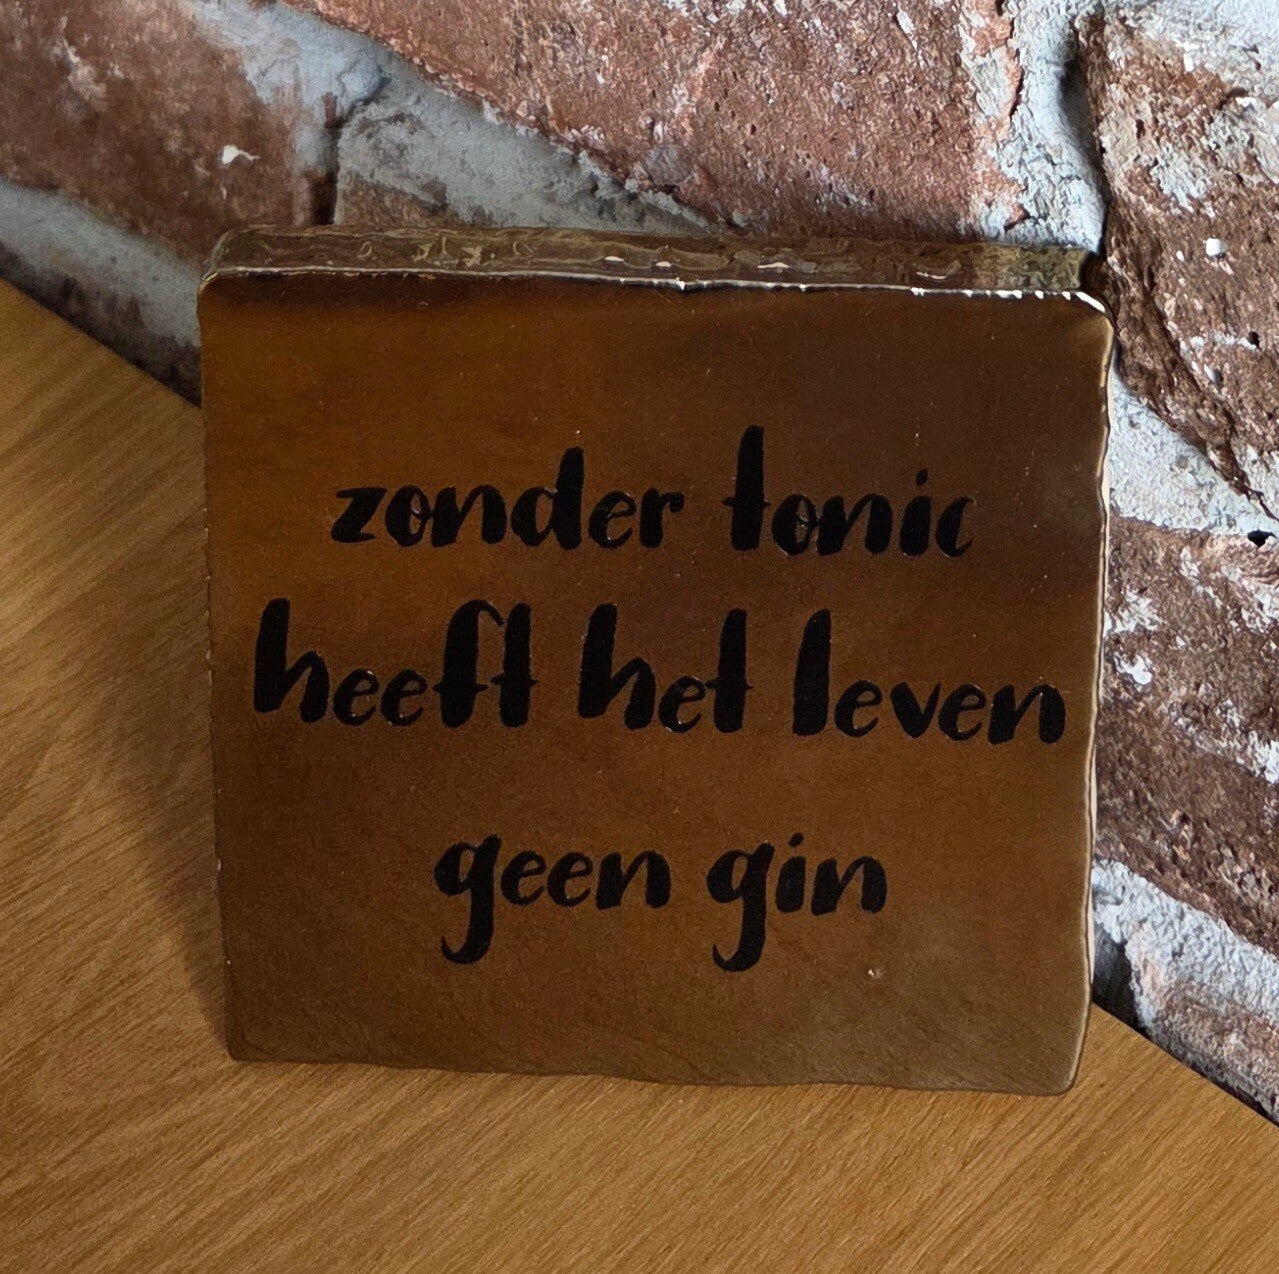 zonder tonic
heeft het leven
geen gin